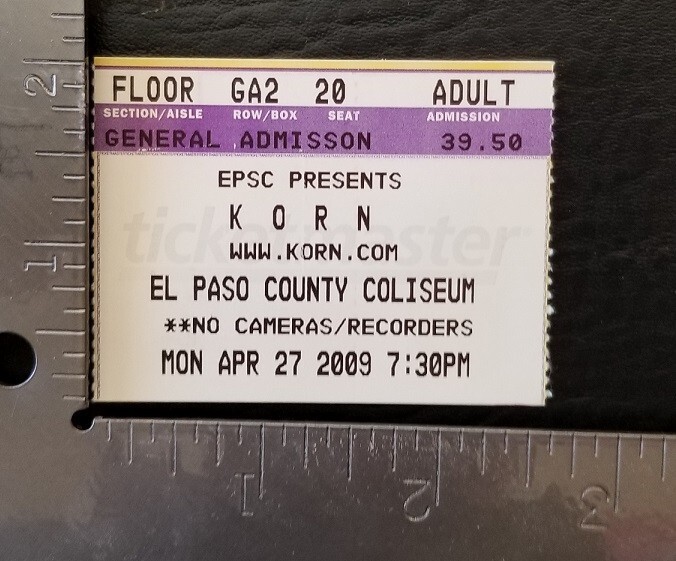 FLOOR GA2 20 ADULT
SECTION/AISLE ROW/BOX SEAT ADMISSION
GENERAL ADMISSON 39.50
EPSC PRESENTS
K O R N
WWW.KORN.COM
ticketmaster
EL PASO COUNTY COLISEUM
**NO CAMERAS/RECORDERS
MON APR 27 2009 7:30PM
2
1
1
2
3